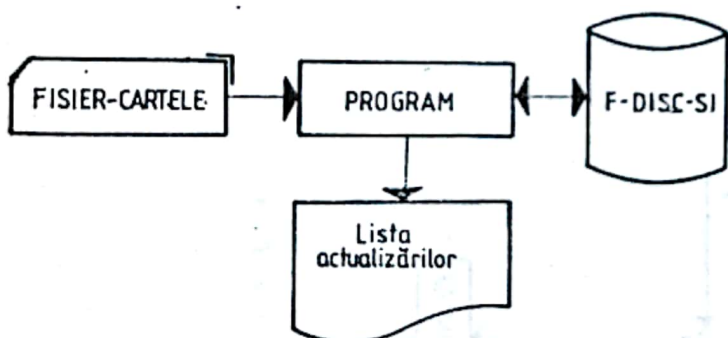 FISIER-CARTELE
PROGRAM
F-DISC-SI
Lista
actualizărilor